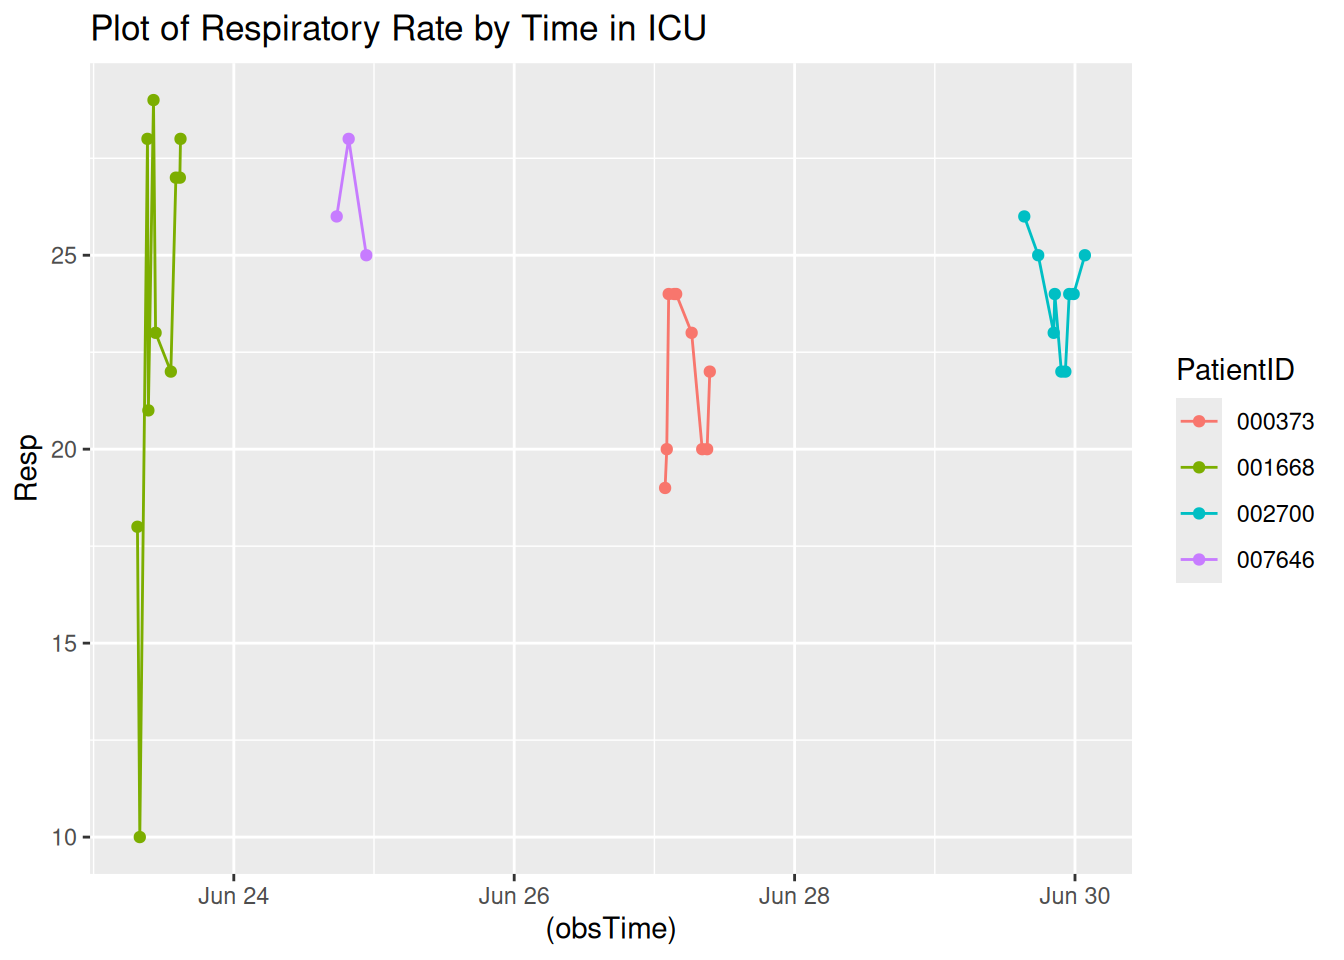 Plot of Respiratory Rate by Time in ICU
Resp
25
20
15
10
Jun 24 Jun 26 Jun 28 Jun 30
(obsTime)
PatientID
000373
001668
002700
007646